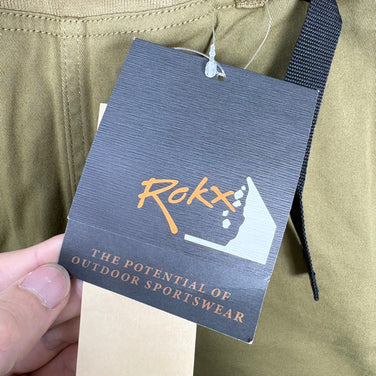 Rokx
THE POTENTIAL OF
OUTDOOR SPORTSWEAR